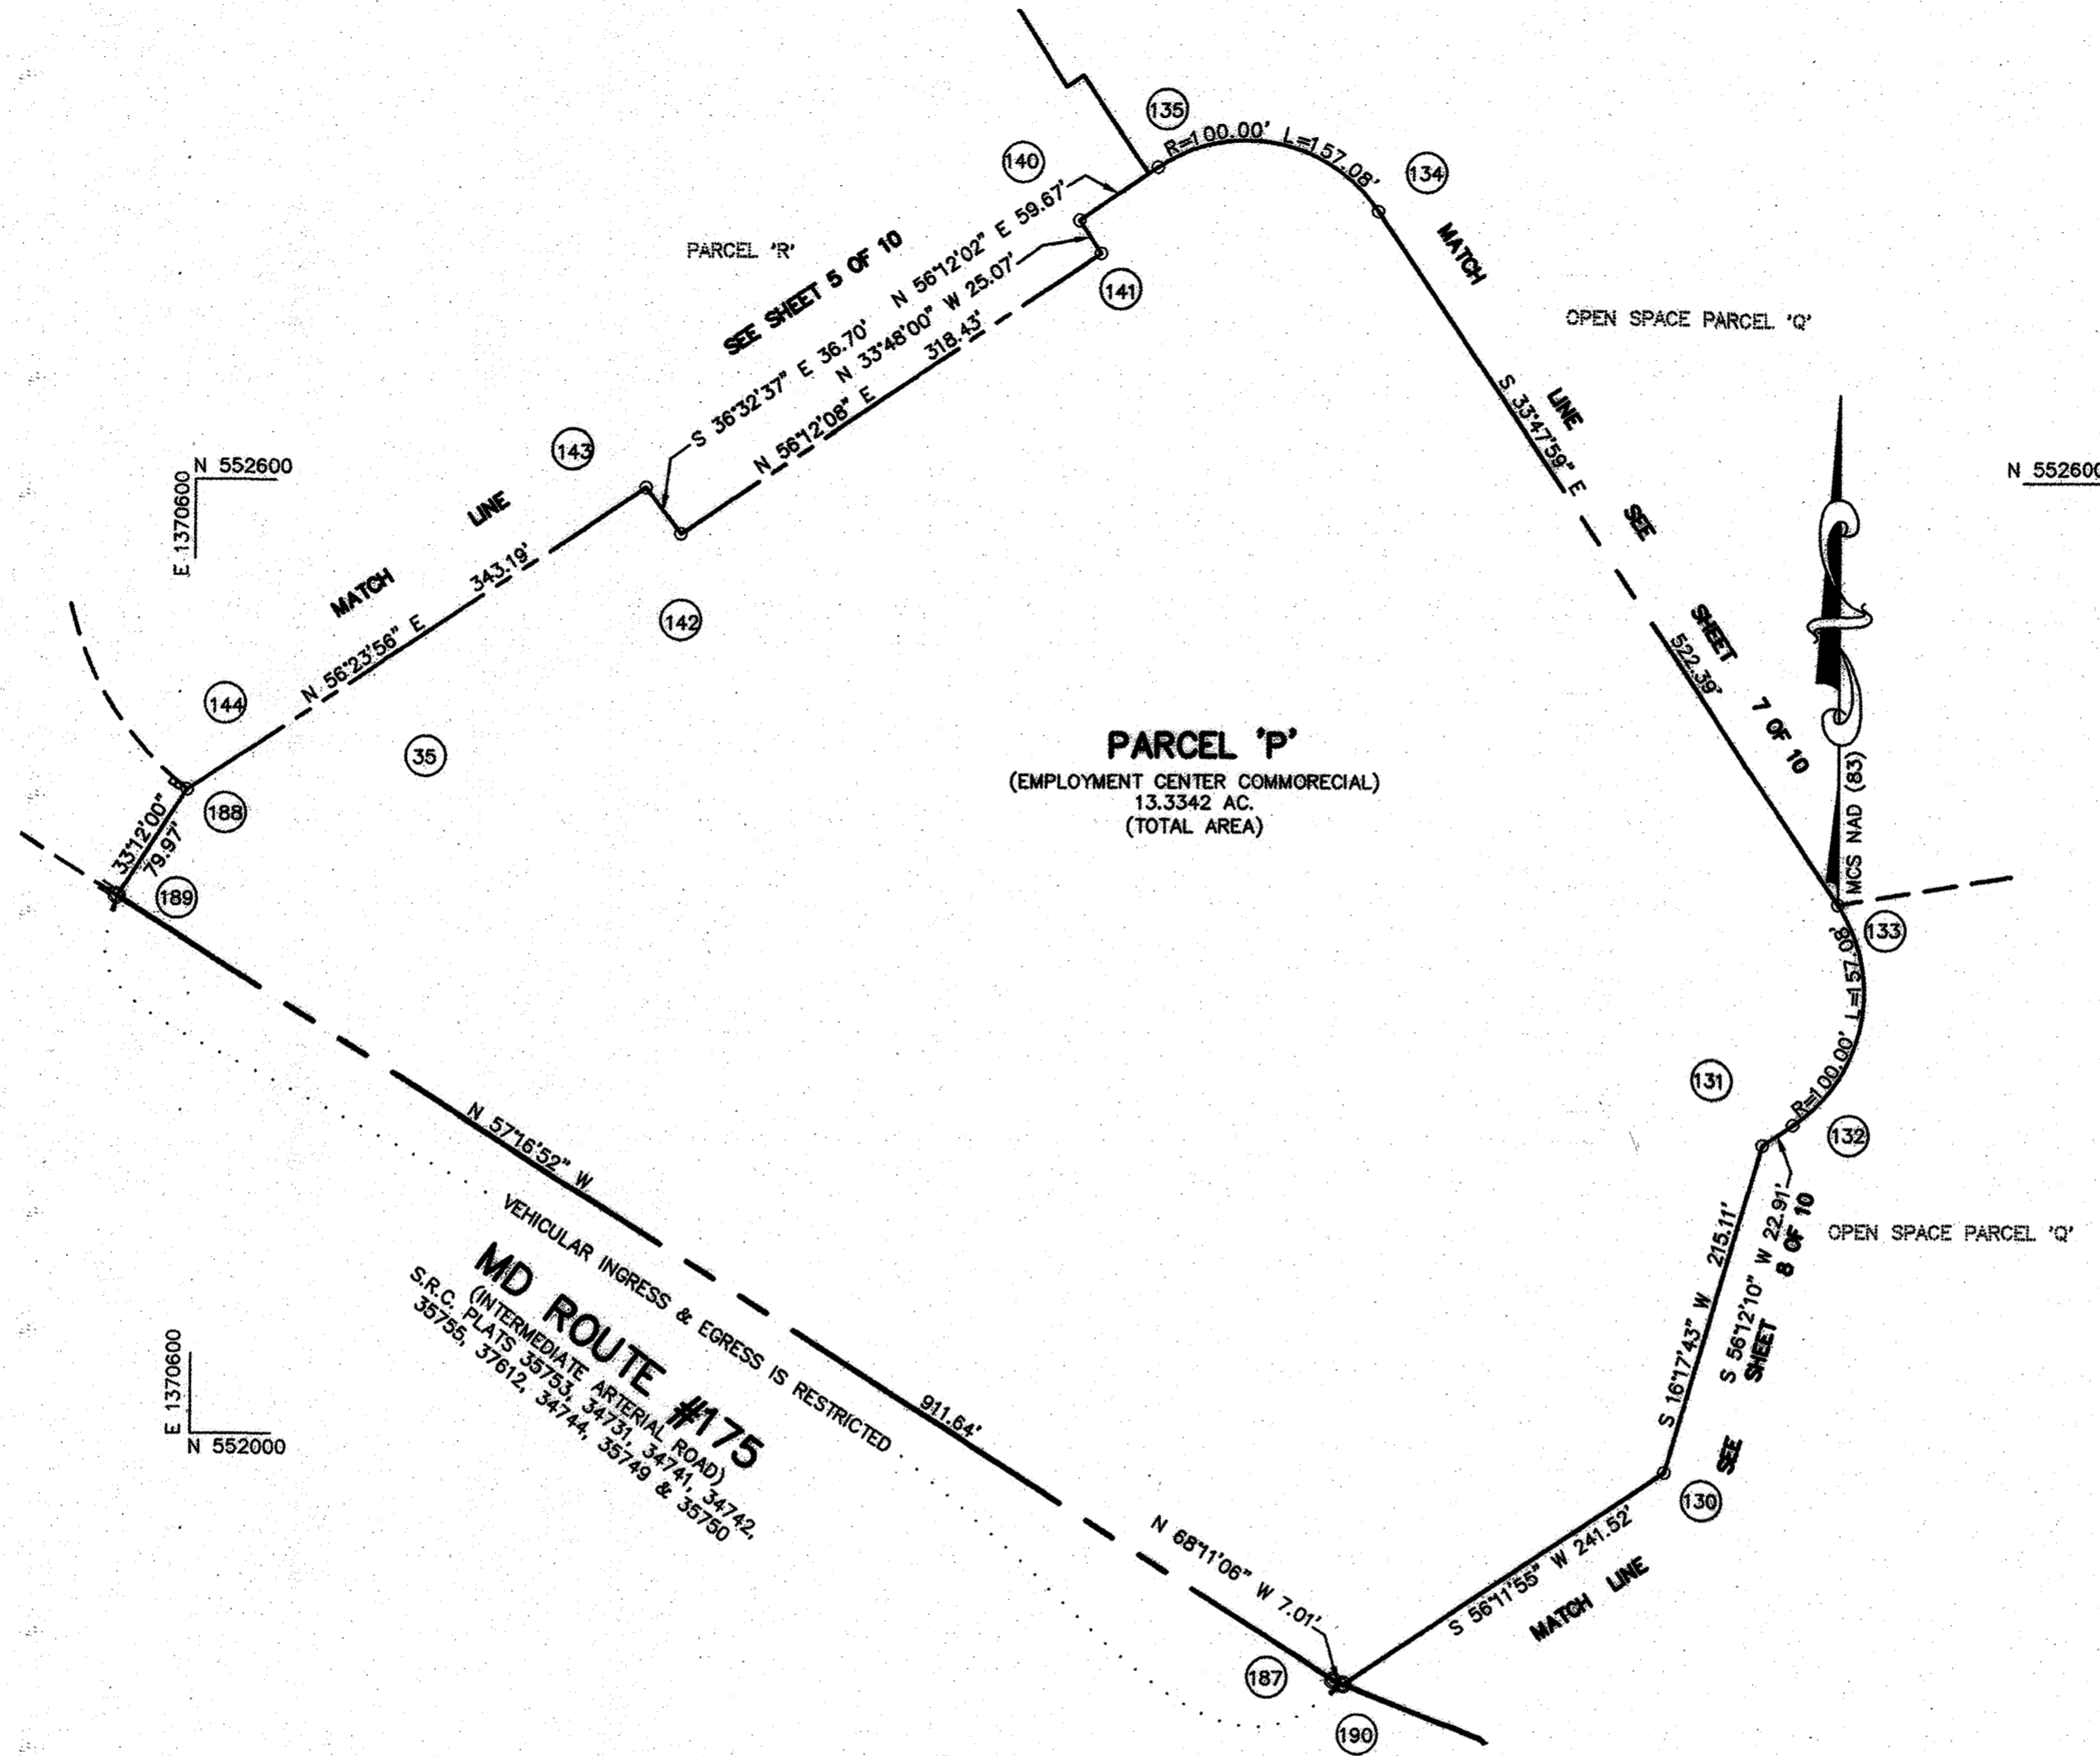 135
R=100.00' L=157.08'
140
134
PARCEL 'R'
SEE SHEET 5 OF 10
S 36°32'37" E 36.70'
N 56°12'02" E 59.67'
N 33°48'00" W 25.07'
N 56°12'08" E 318.43'
141
MATCH LINE SEE SHEET 7 OF 10
OPEN SPACE PARCEL 'Q'
S 33°47'59" E 522.39'
N 552600
E 1370600
N 552600
143
MATCH LINE
N 56°23'56" E 343.19'
142
144
35
188
33°12'00"
79.97'
189
PARCEL 'P'
(EMPLOYMENT CENTER COMMORECIAL)
13.3342 AC.
(TOTAL AREA)
MCS NAD (83)
133
R=100.00' L=157.08'
131
132
S 56°12'10" W 22.91'
OPEN SPACE PARCEL 'Q'
S 16°17'43" W 215.11'
SEE SHEET 8 OF 10
130
S 56°11'55" W 241.52'
MATCH LINE
N 57°16'52" W 911.64'
VEHICULAR INGRESS & EGRESS IS RESTRICTED
MD ROUTE #175
(INTERMEDIATE ARTERIAL ROAD)
S.R.C. PLATS 35753, 34731, 34741, 34742,
35755, 37612, 34744, 35749 & 35750
E 1370600
N 552000
N 68°11'06" W 7.01'
187
190